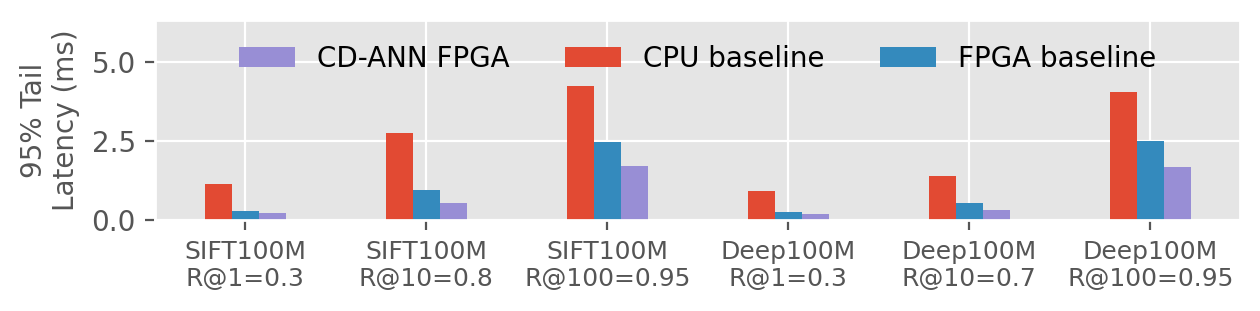 95% Tail
Latency (ms)
5.0
2.5
0.0
CD-ANN FPGA CPU baseline FPGA baseline
SIFT100M SIFT100M SIFT100M Deep100M Deep100M Deep100M
R@1=0.3 R@10=0.8 R@100=0.95 R@1=0.3 R@10=0.7 R@100=0.95